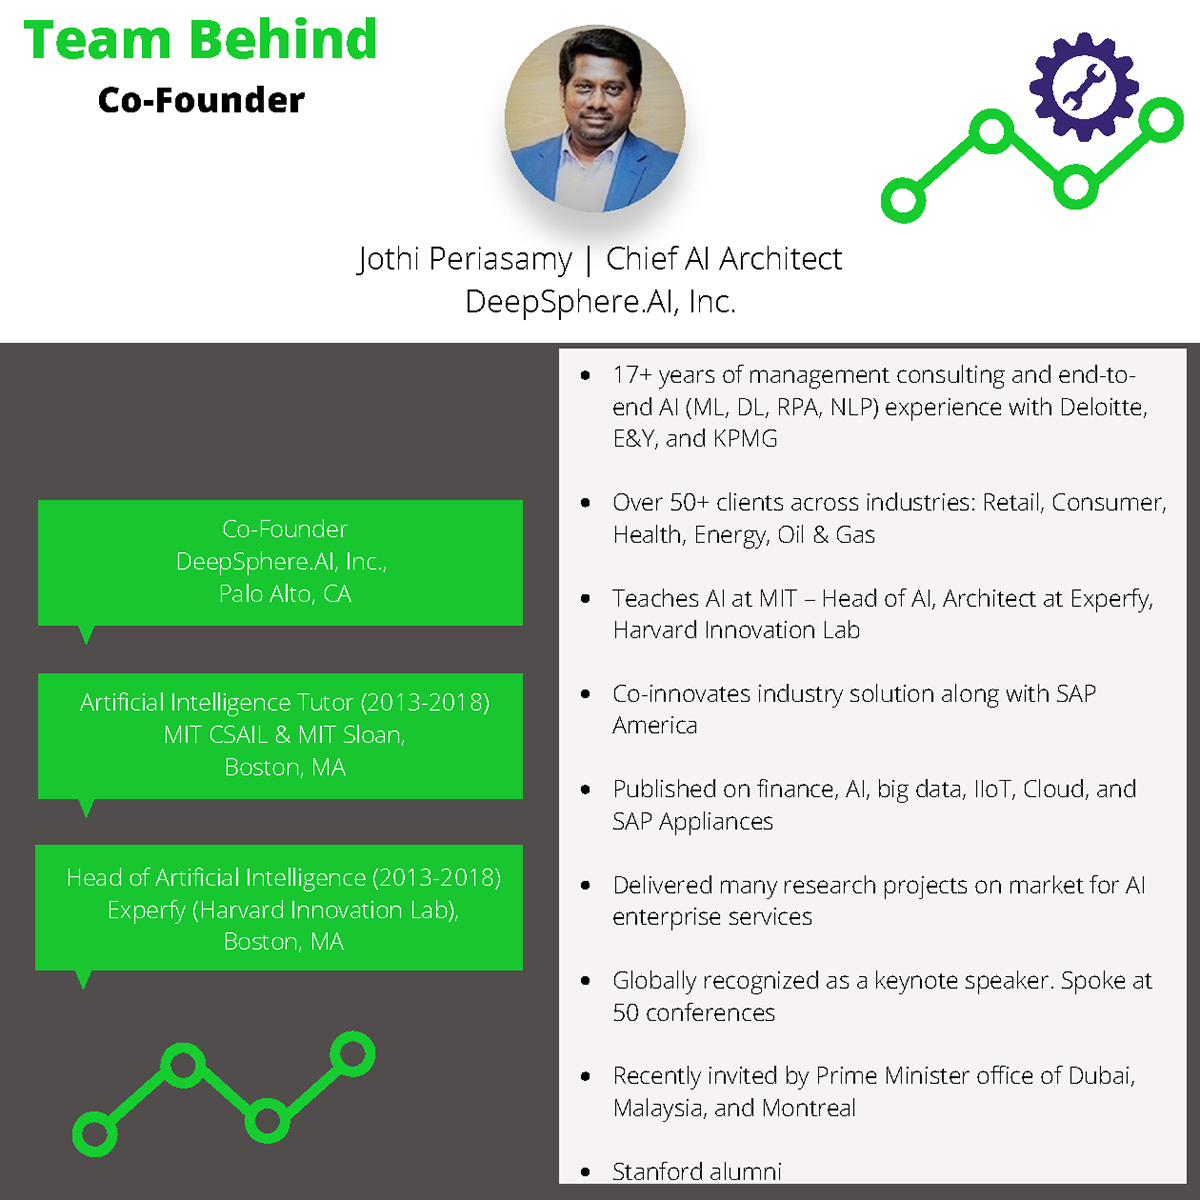 Team Behind
Co-Founder
Jothi Periasamy | Chief AI Architect
DeepSphere.AI, Inc.
Co-Founder
DeepSphere.AI, Inc.,
Palo Alto, CA
Artificial Intelligence Tutor (2013-2018)
MIT CSAIL & MIT Sloan,
Boston, MA
Head of Artificial Intelligence (2013-2018)
Experfy (Harvard Innovation Lab),
Boston, MA
• 17+ years of management consulting and end-to-
end AI (ML, DL, RPA, NLP) experience with Deloitte,
E&Y, and KPMG
• Over 50+ clients across industries: Retail, Consumer,
Health, Energy, Oil & Gas
• Teaches AI at MIT – Head of AI, Architect at Experfy,
Harvard Innovation Lab
• Co-innovates industry solution along with SAP
America
• Published on finance, AI, big data, IIoT, Cloud, and
SAP Appliances
• Delivered many research projects on market for AI
enterprise services
• Globally recognized as a keynote speaker. Spoke at
50 conferences
• Recently invited by Prime Minister office of Dubai,
Malaysia, and Montreal
• Stanford alumni